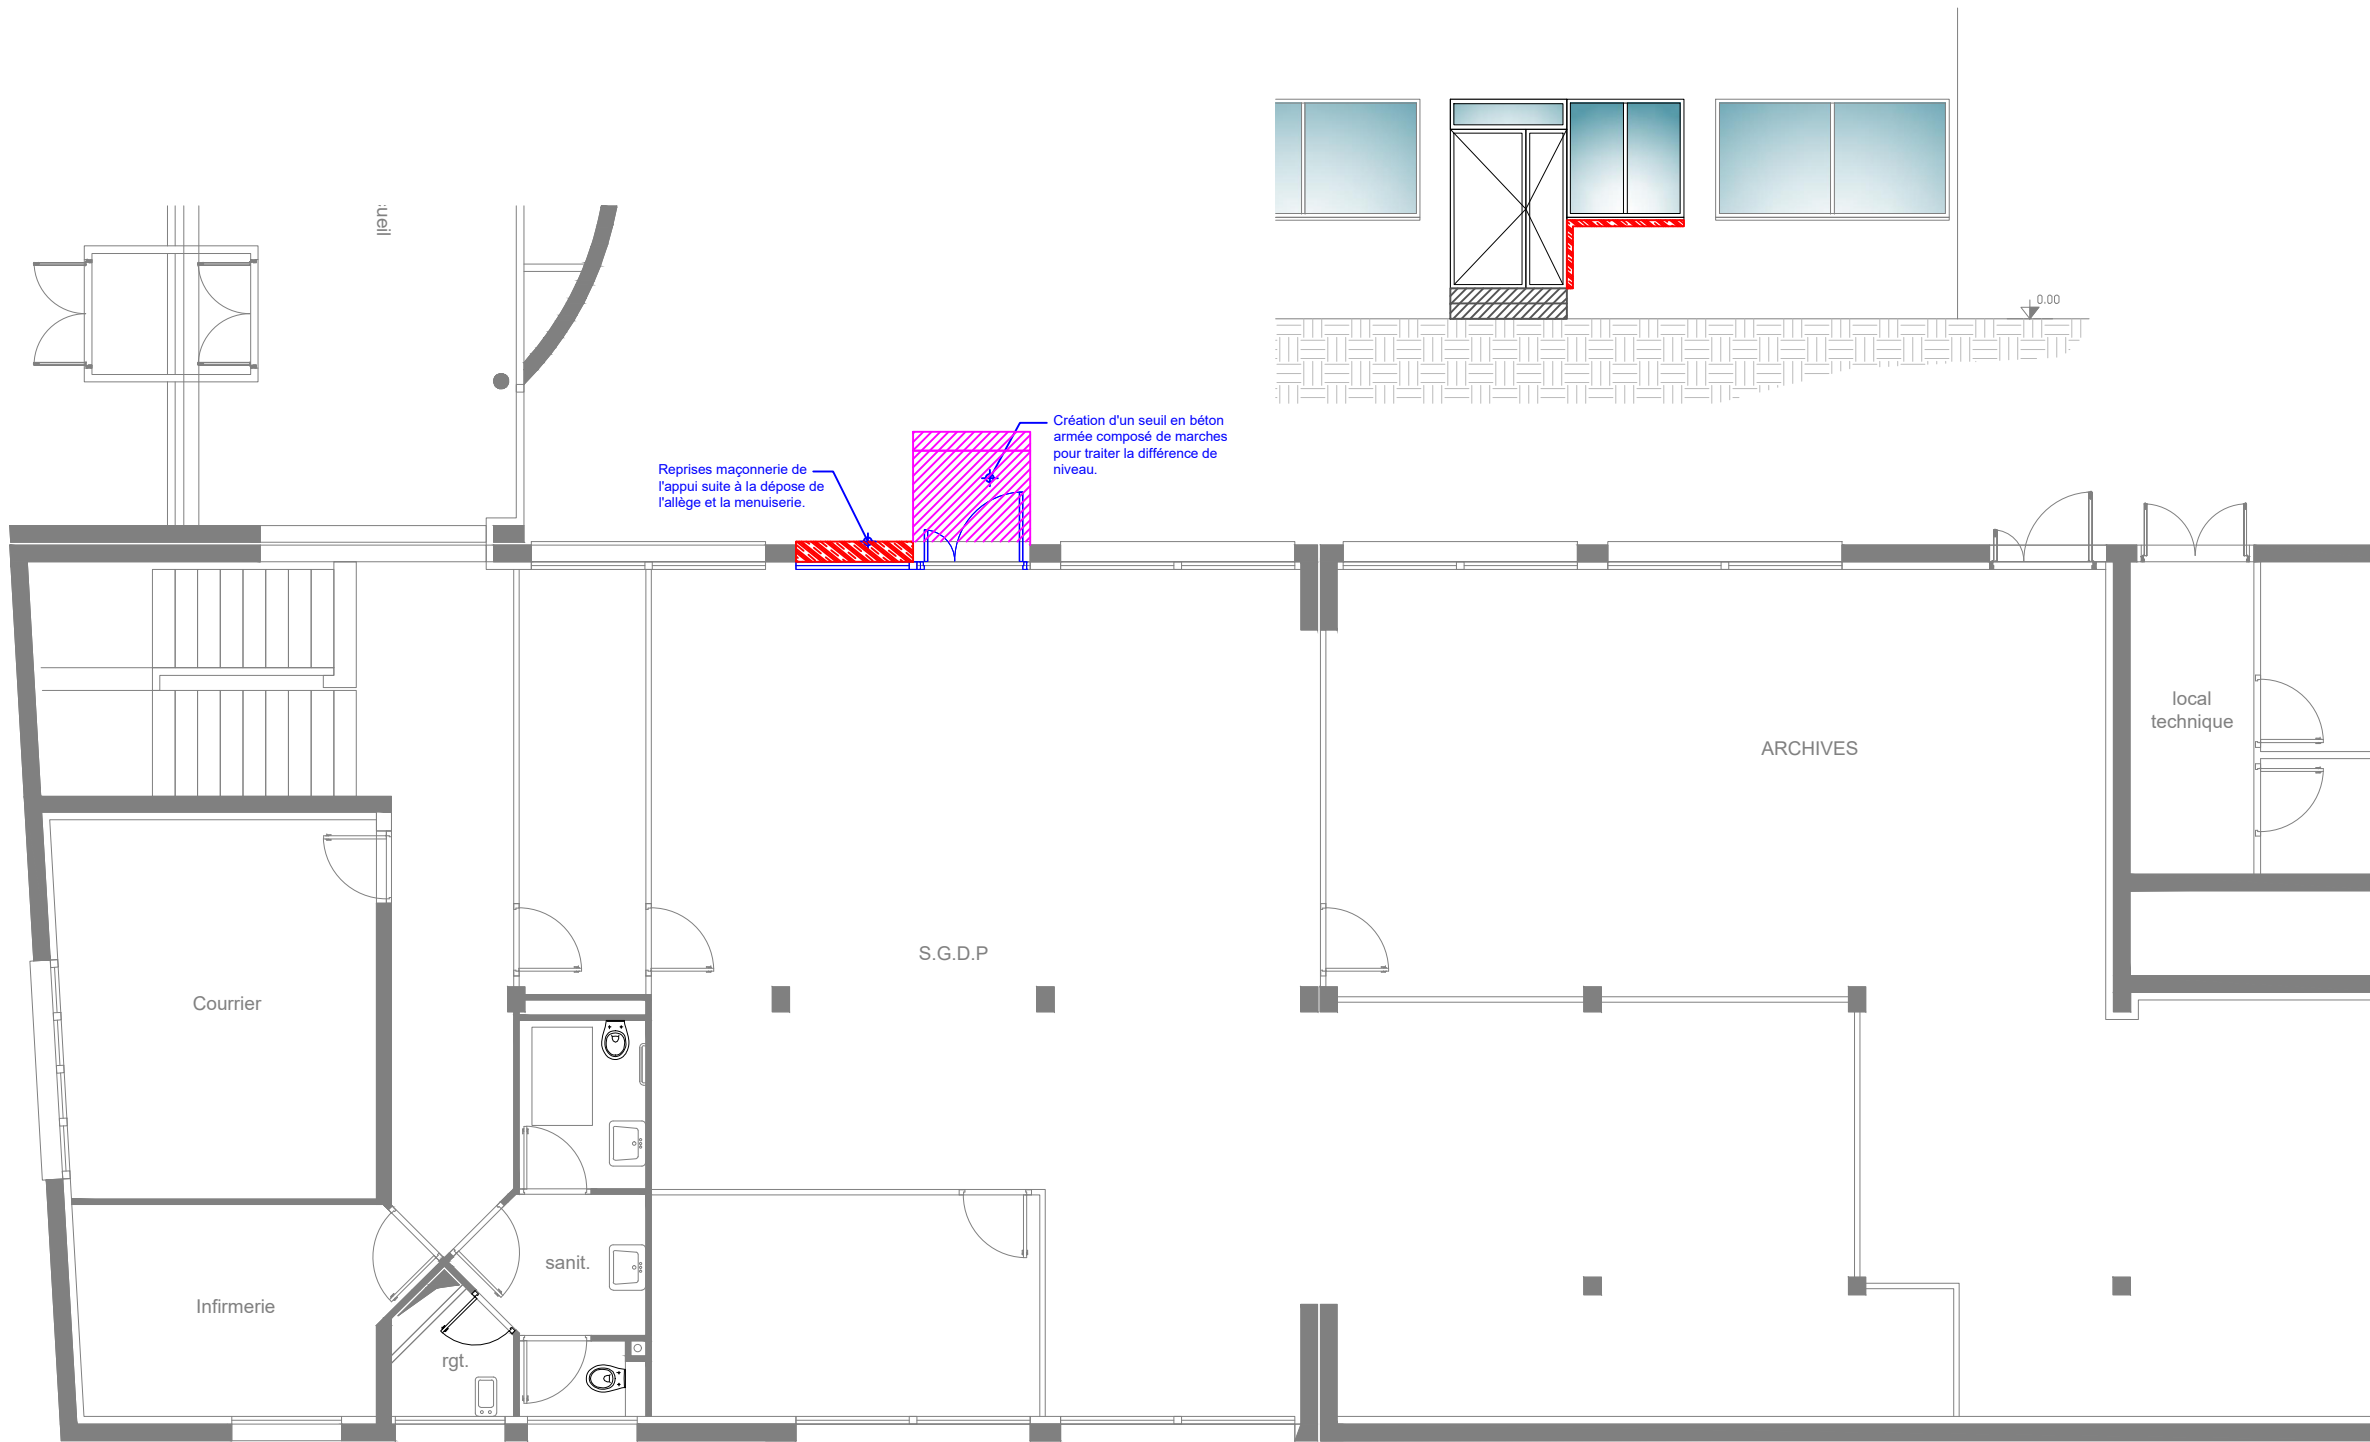 ueil
0.00
Création d'un seuil en béton
armée composé de marches
pour traiter la différence de
niveau.
Reprises maçonnerie de
l'appui suite à la dépose de
l'allège et la menuiserie.
local
technique
ARCHIVES
S.G.D.P
Courrier
sanit.
Infirmerie
rgt.